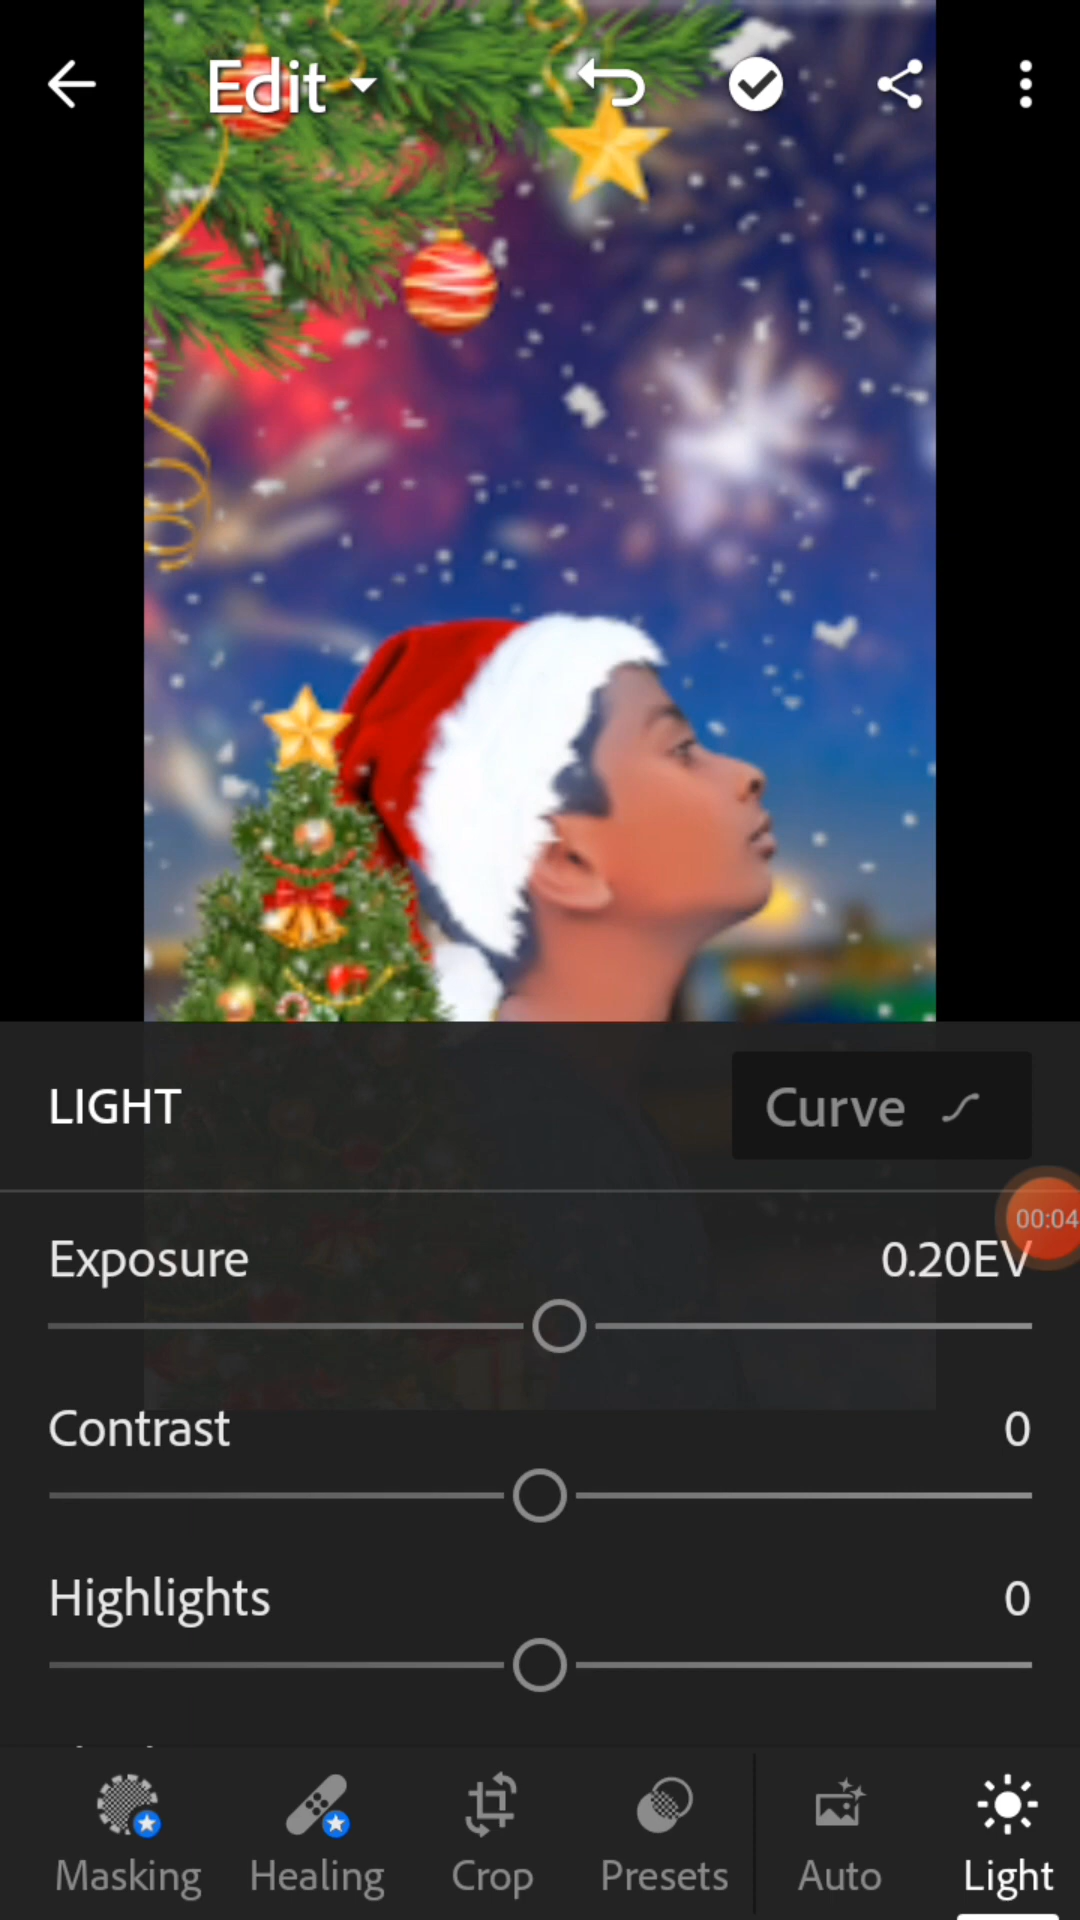 Edit
LIGHT
Curve
00:04
Exposure
0.20EV
Contrast
0
Highlights
0
Masking
Healing
Crop
Presets
Auto
Light